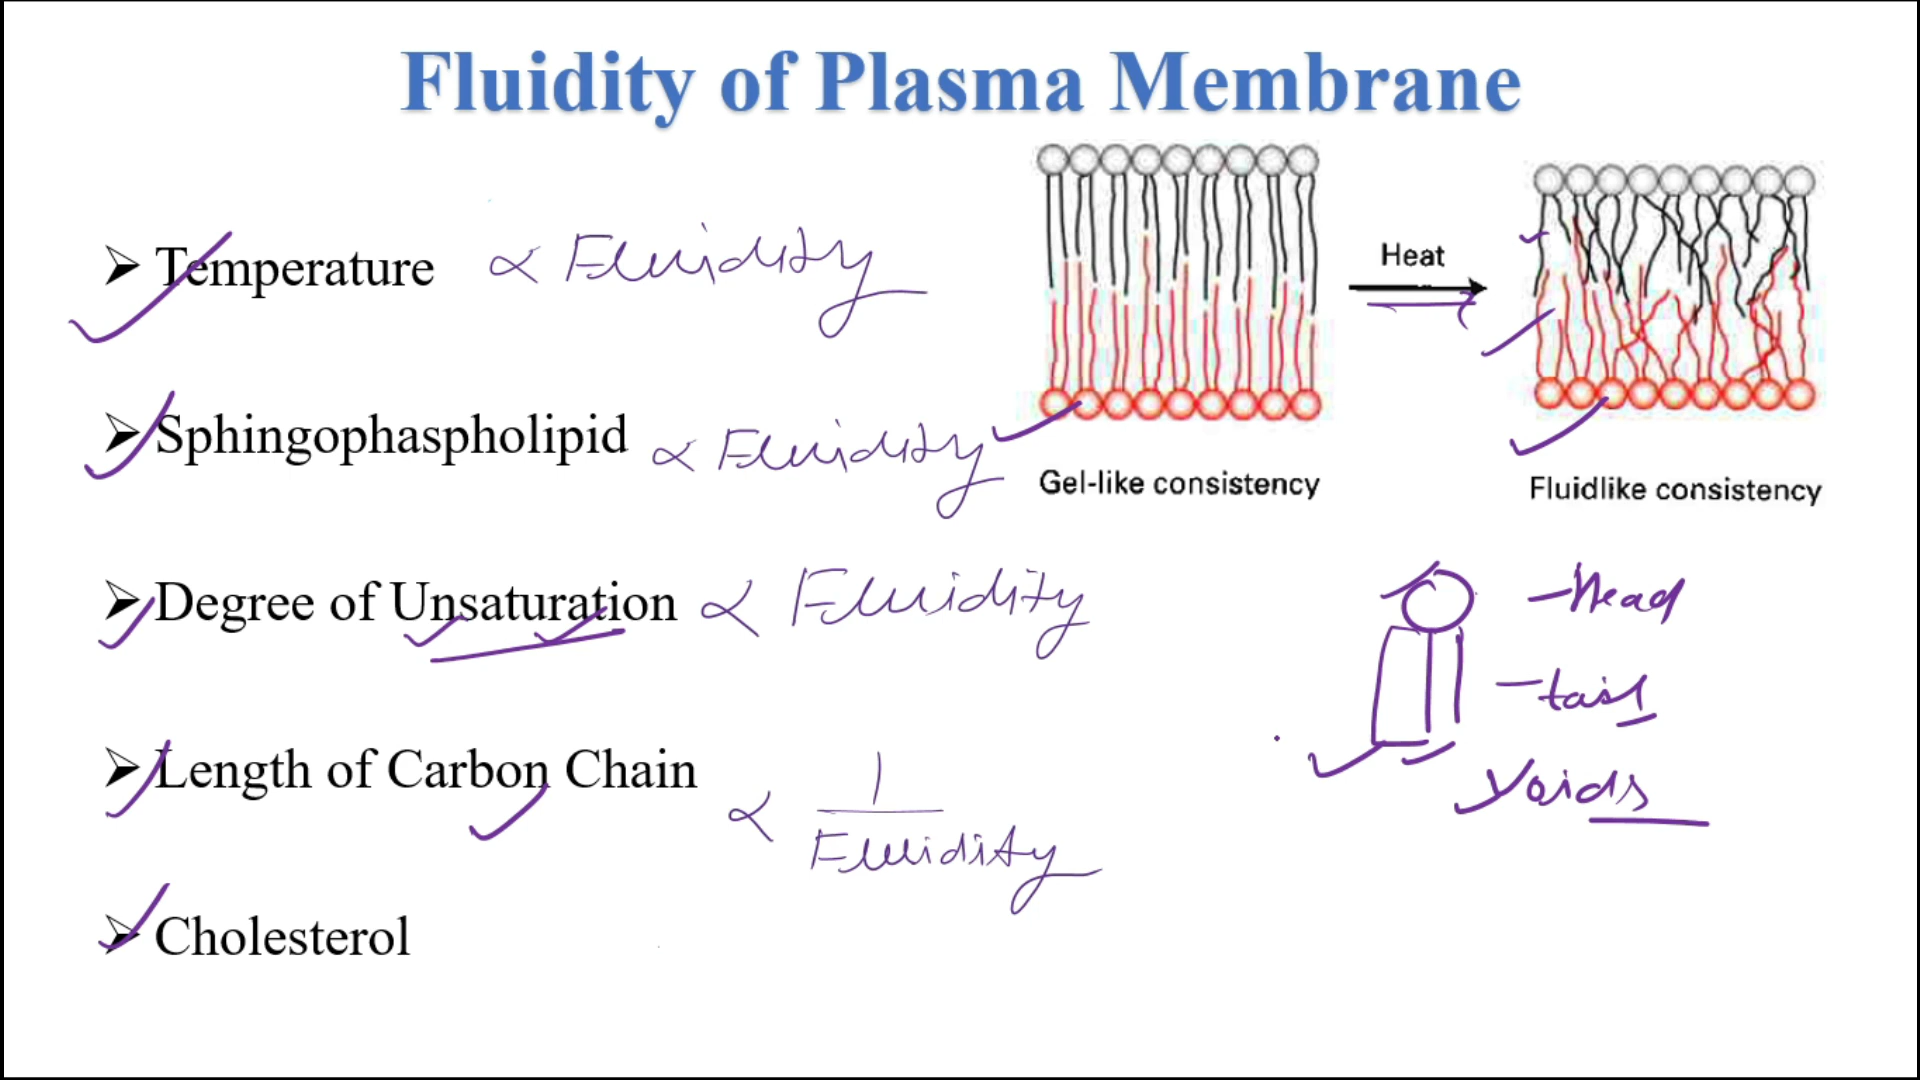 Fluidity of Plasma Membrane
➢ Temperature ∝ Fluidity
➢ Sphingophaspholipid ∝ Fluidity
➢ Degree of Unsaturation ∝ Fluidity
➢ Length of Carbon Chain ∝ 1
Fluidity
➢ Cholesterol
Heat
Gel-like consistency
Fluidlike consistency
-Head
-tail
Voids